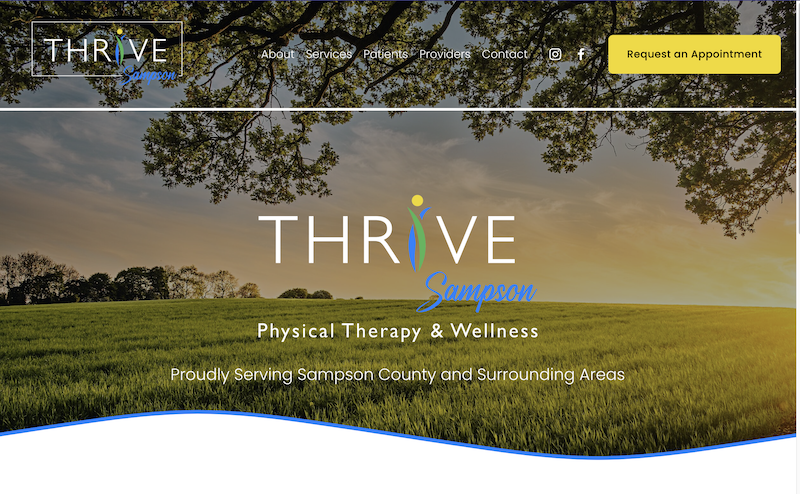 THRIVE
Sampson
About Services Patients Providers Contact
Request an Appointment
THRIVE
Sampson
Physical Therapy & Wellness
Proudly Serving Sampson County and Surrounding Areas